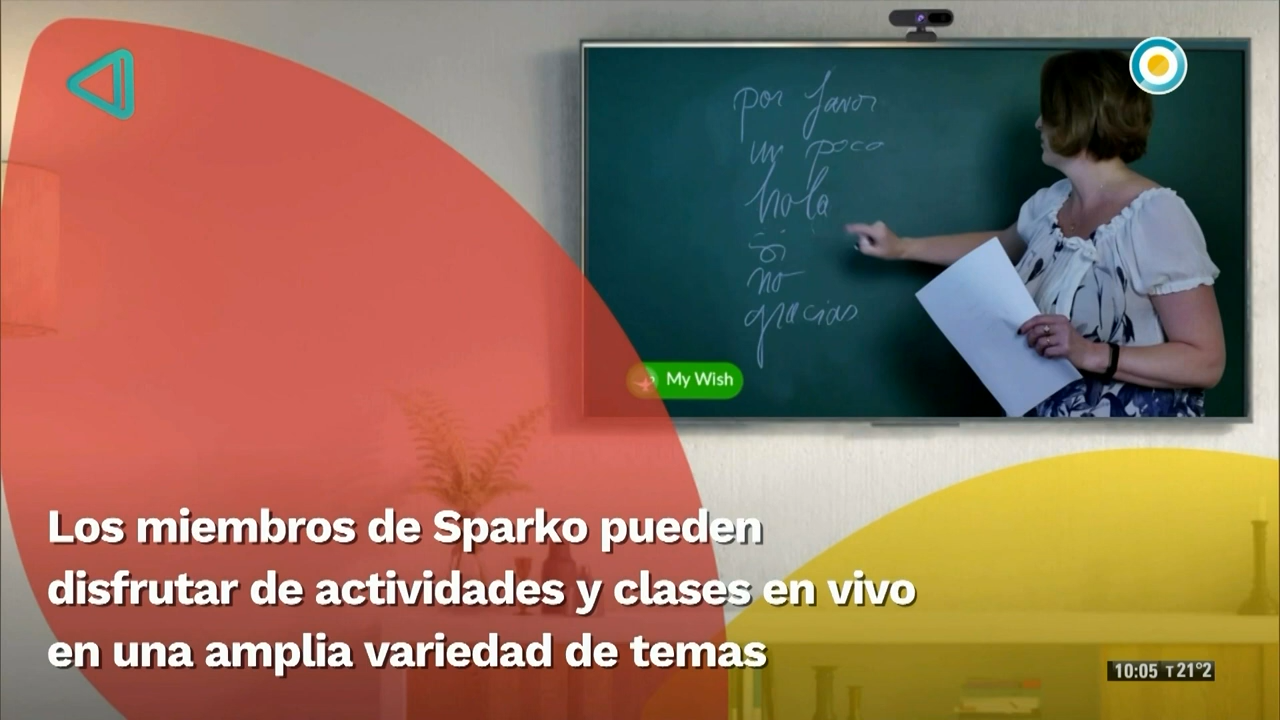 por favor
un poco
hola
si
no
gracias
My Wish
Los miembros de Sparko pueden
disfrutar de actividades y clases en vivo
en una amplia variedad de temas
10:05 T 21°2